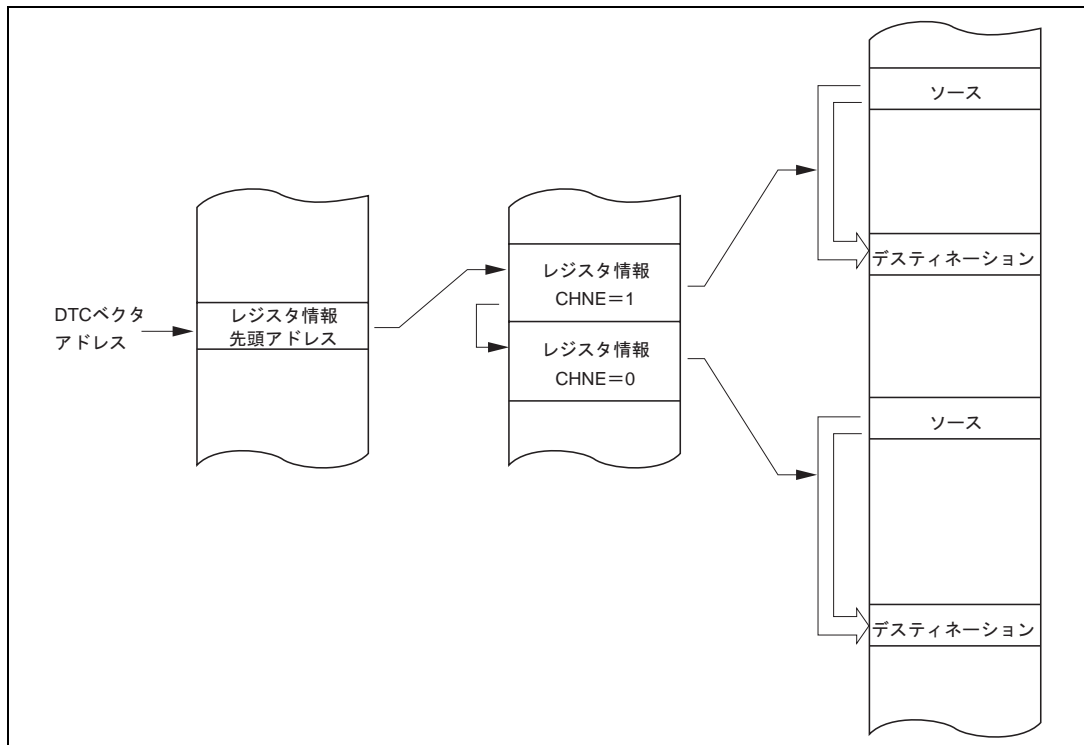 DTCベクタ
アドレス
レジスタ情報
先頭アドレス
レジスタ情報
CHNE=1
レジスタ情報
CHNE=0
ソース
デスティネーション
ソース
デスティネーション